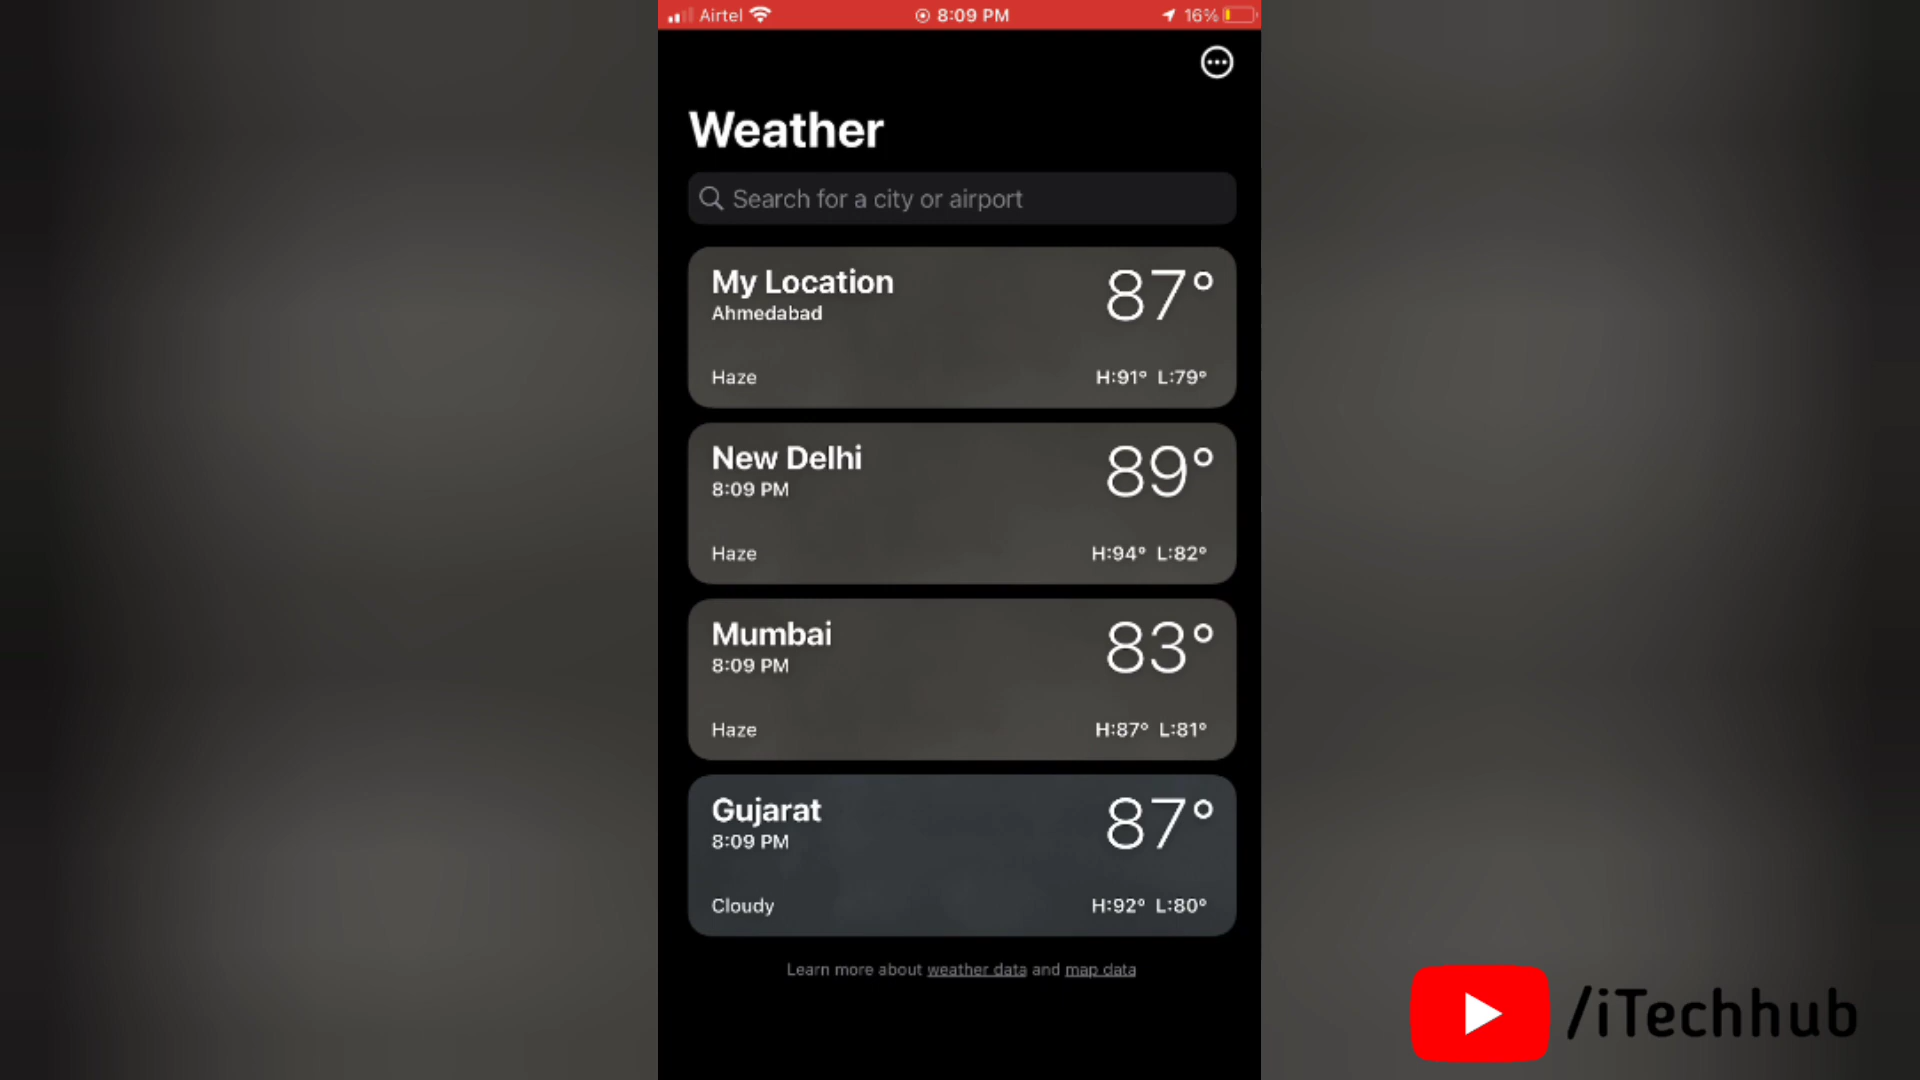 Airtel 8:09 PM 16%
Weather
Search for a city or airport
My Location 87°
Ahmedabad
Haze H:91° L:79°
New Delhi 89°
8:09 PM
Haze H:94° L:82°
Mumbai 83°
8:09 PM
Haze H:87° L:81°
Gujarat 87°
8:09 PM
Cloudy H:92° L:80°
Learn more about weather data and map data
/iTechhub